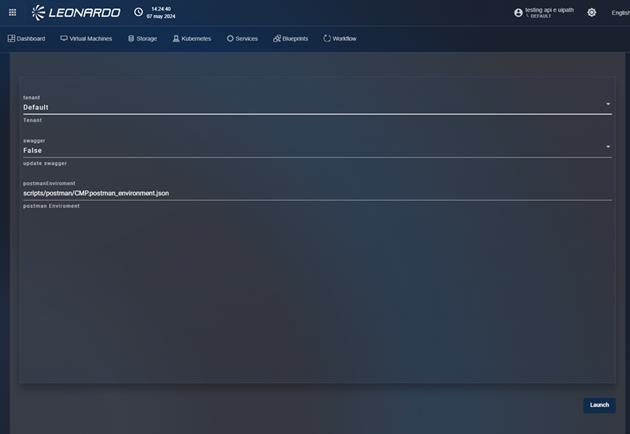 LEONARDO
14:24:40
07 may 2024
testing api e uipath
DEFAULT
English
Dashboard
Virtual Machines
Storage
Kubernetes
Services
Blueprints
Workflow
tenant
Default
Tenant
swagger
False
update swagger
postmanEnviroment
scripts/postman/CMP.postman_environment.json
postman Enviroment
Launch